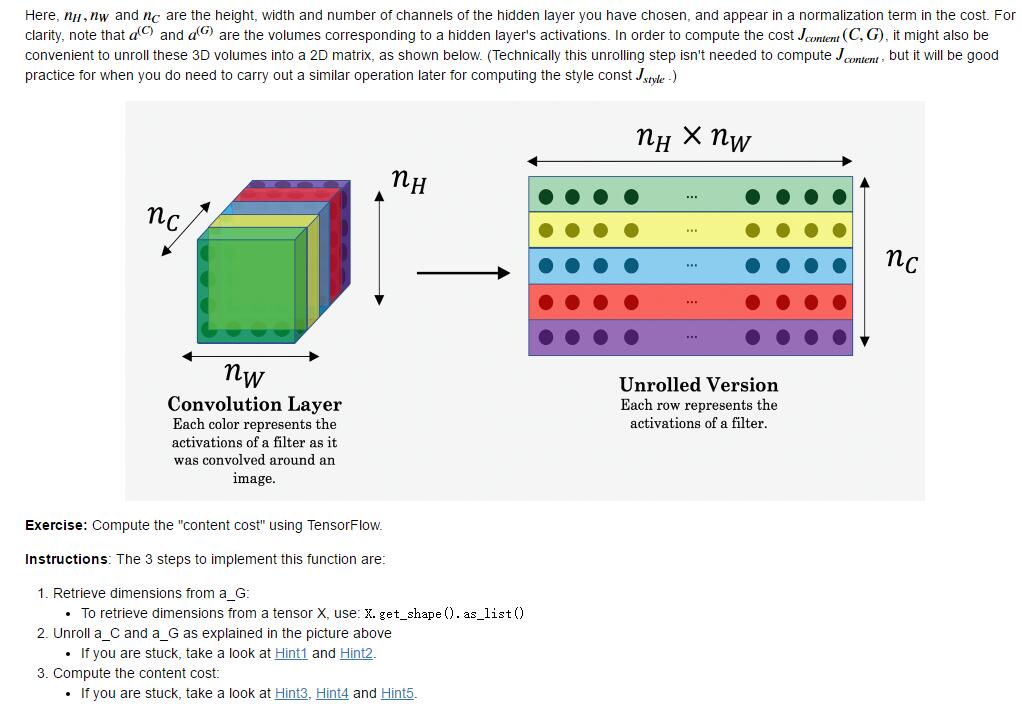 Here, n_H, n_W and n_C are the height, width and number of channels of the hidden layer you have chosen, and appear in a normalization term in the cost. For
clarity, note that a^(C) and a^(G) are the volumes corresponding to a hidden layer's activations. In order to compute the cost J_content(C, G), it might also be
convenient to unroll these 3D volumes into a 2D matrix, as shown below. (Technically this unrolling step isn't needed to compute J_content, but it will be good
practice for when you do need to carry out a similar operation later for computing the style const J_style.)
n_H × n_W
n_H
n_C
...
...
...
...
...
n_C
n_W
Convolution Layer
Each color represents the
activations of a filter as it
was convolved around an
image.
Unrolled Version
Each row represents the
activations of a filter.
Exercise: Compute the "content cost" using TensorFlow.
Instructions: The 3 steps to implement this function are:
1. Retrieve dimensions from a_G:
• To retrieve dimensions from a tensor X, use: X.get_shape().as_list()
2. Unroll a_C and a_G as explained in the picture above
• If you are stuck, take a look at Hint1 and Hint2.
3. Compute the content cost:
• If you are stuck, take a look at Hint3, Hint4 and Hint5.